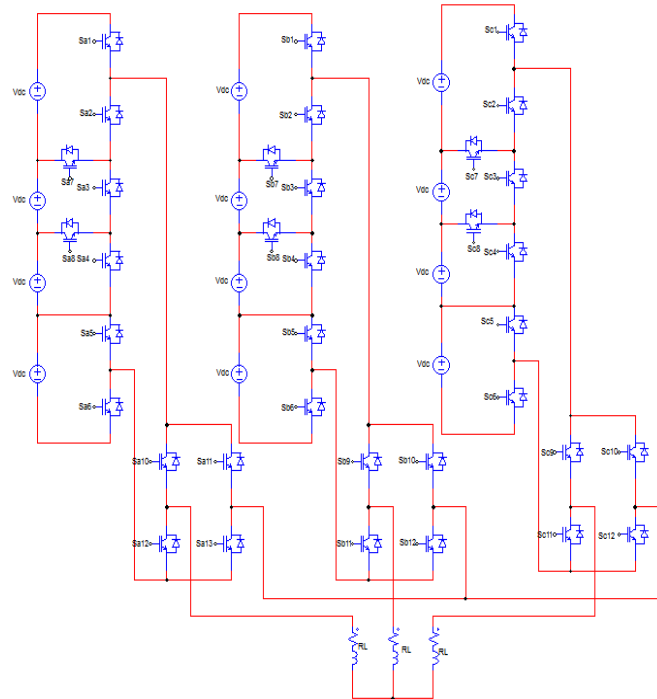 Sa1
Vdc
Sa2
Sa7
Sa3
Vdc
Sa8
Sa4
Vdc
Sa5
Vdc
Sa6
Sa10
Sa11
Sa12
Sa13
Sb1
Vdc
Sb2
Sb7
Sb3
Vdc
Sb8
Sb4
Vdc
Sb5
Vdc
Sb6
Sb9
Sb10
Sb11
Sb12
Sc1
Vdc
Sc2
Sc7
Sc3
Vdc
Sc8
Sc4
Vdc
Sc5
Vdc
Sc6
Sc9
Sc10
Sc11
Sc12
RL
RL
RL